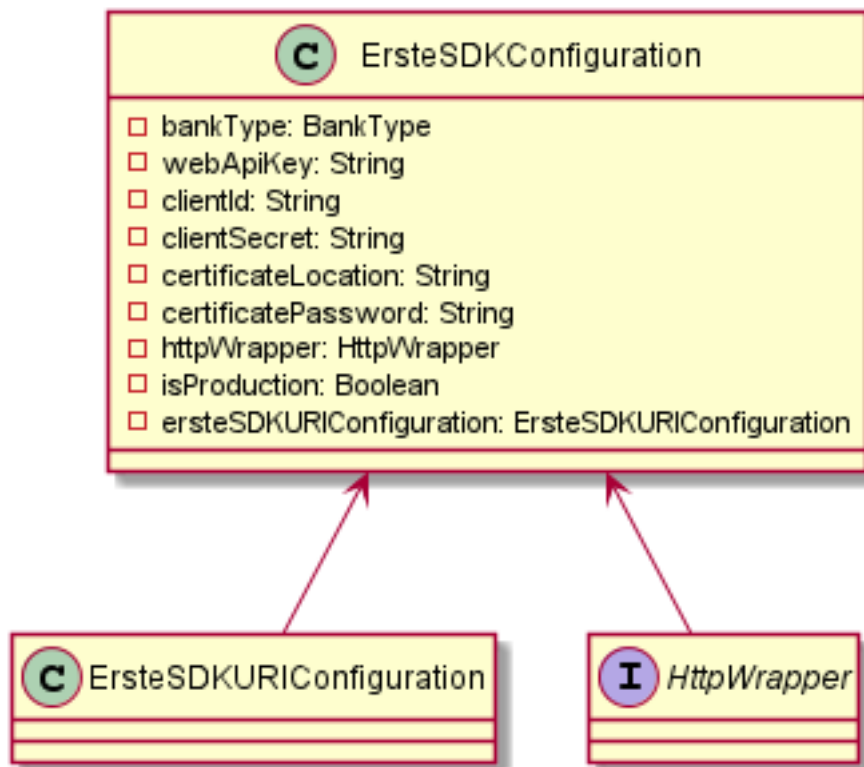 C ErsteSDKConfiguration
bankType: BankType
webApiKey: String
clientId: String
clientSecret: String
certificateLocation: String
certificatePassword: String
httpWrapper: HttpWrapper
isProduction: Boolean
ersteSDKURIConfiguration: ErsteSDKURIConfiguration
C ErsteSDKURIConfiguration
I HttpWrapper